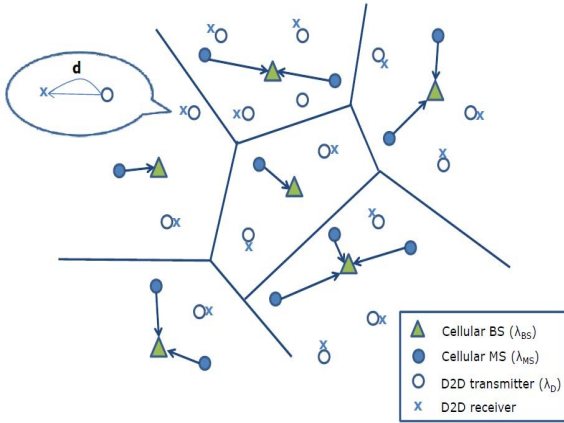 x
x
d
x
x
x
x
x
x
x
x
x
x
x
x
x
x
Cellular BS (λBS)
Cellular MS (λMS)
D2D transmitter (λD)
x D2D receiver